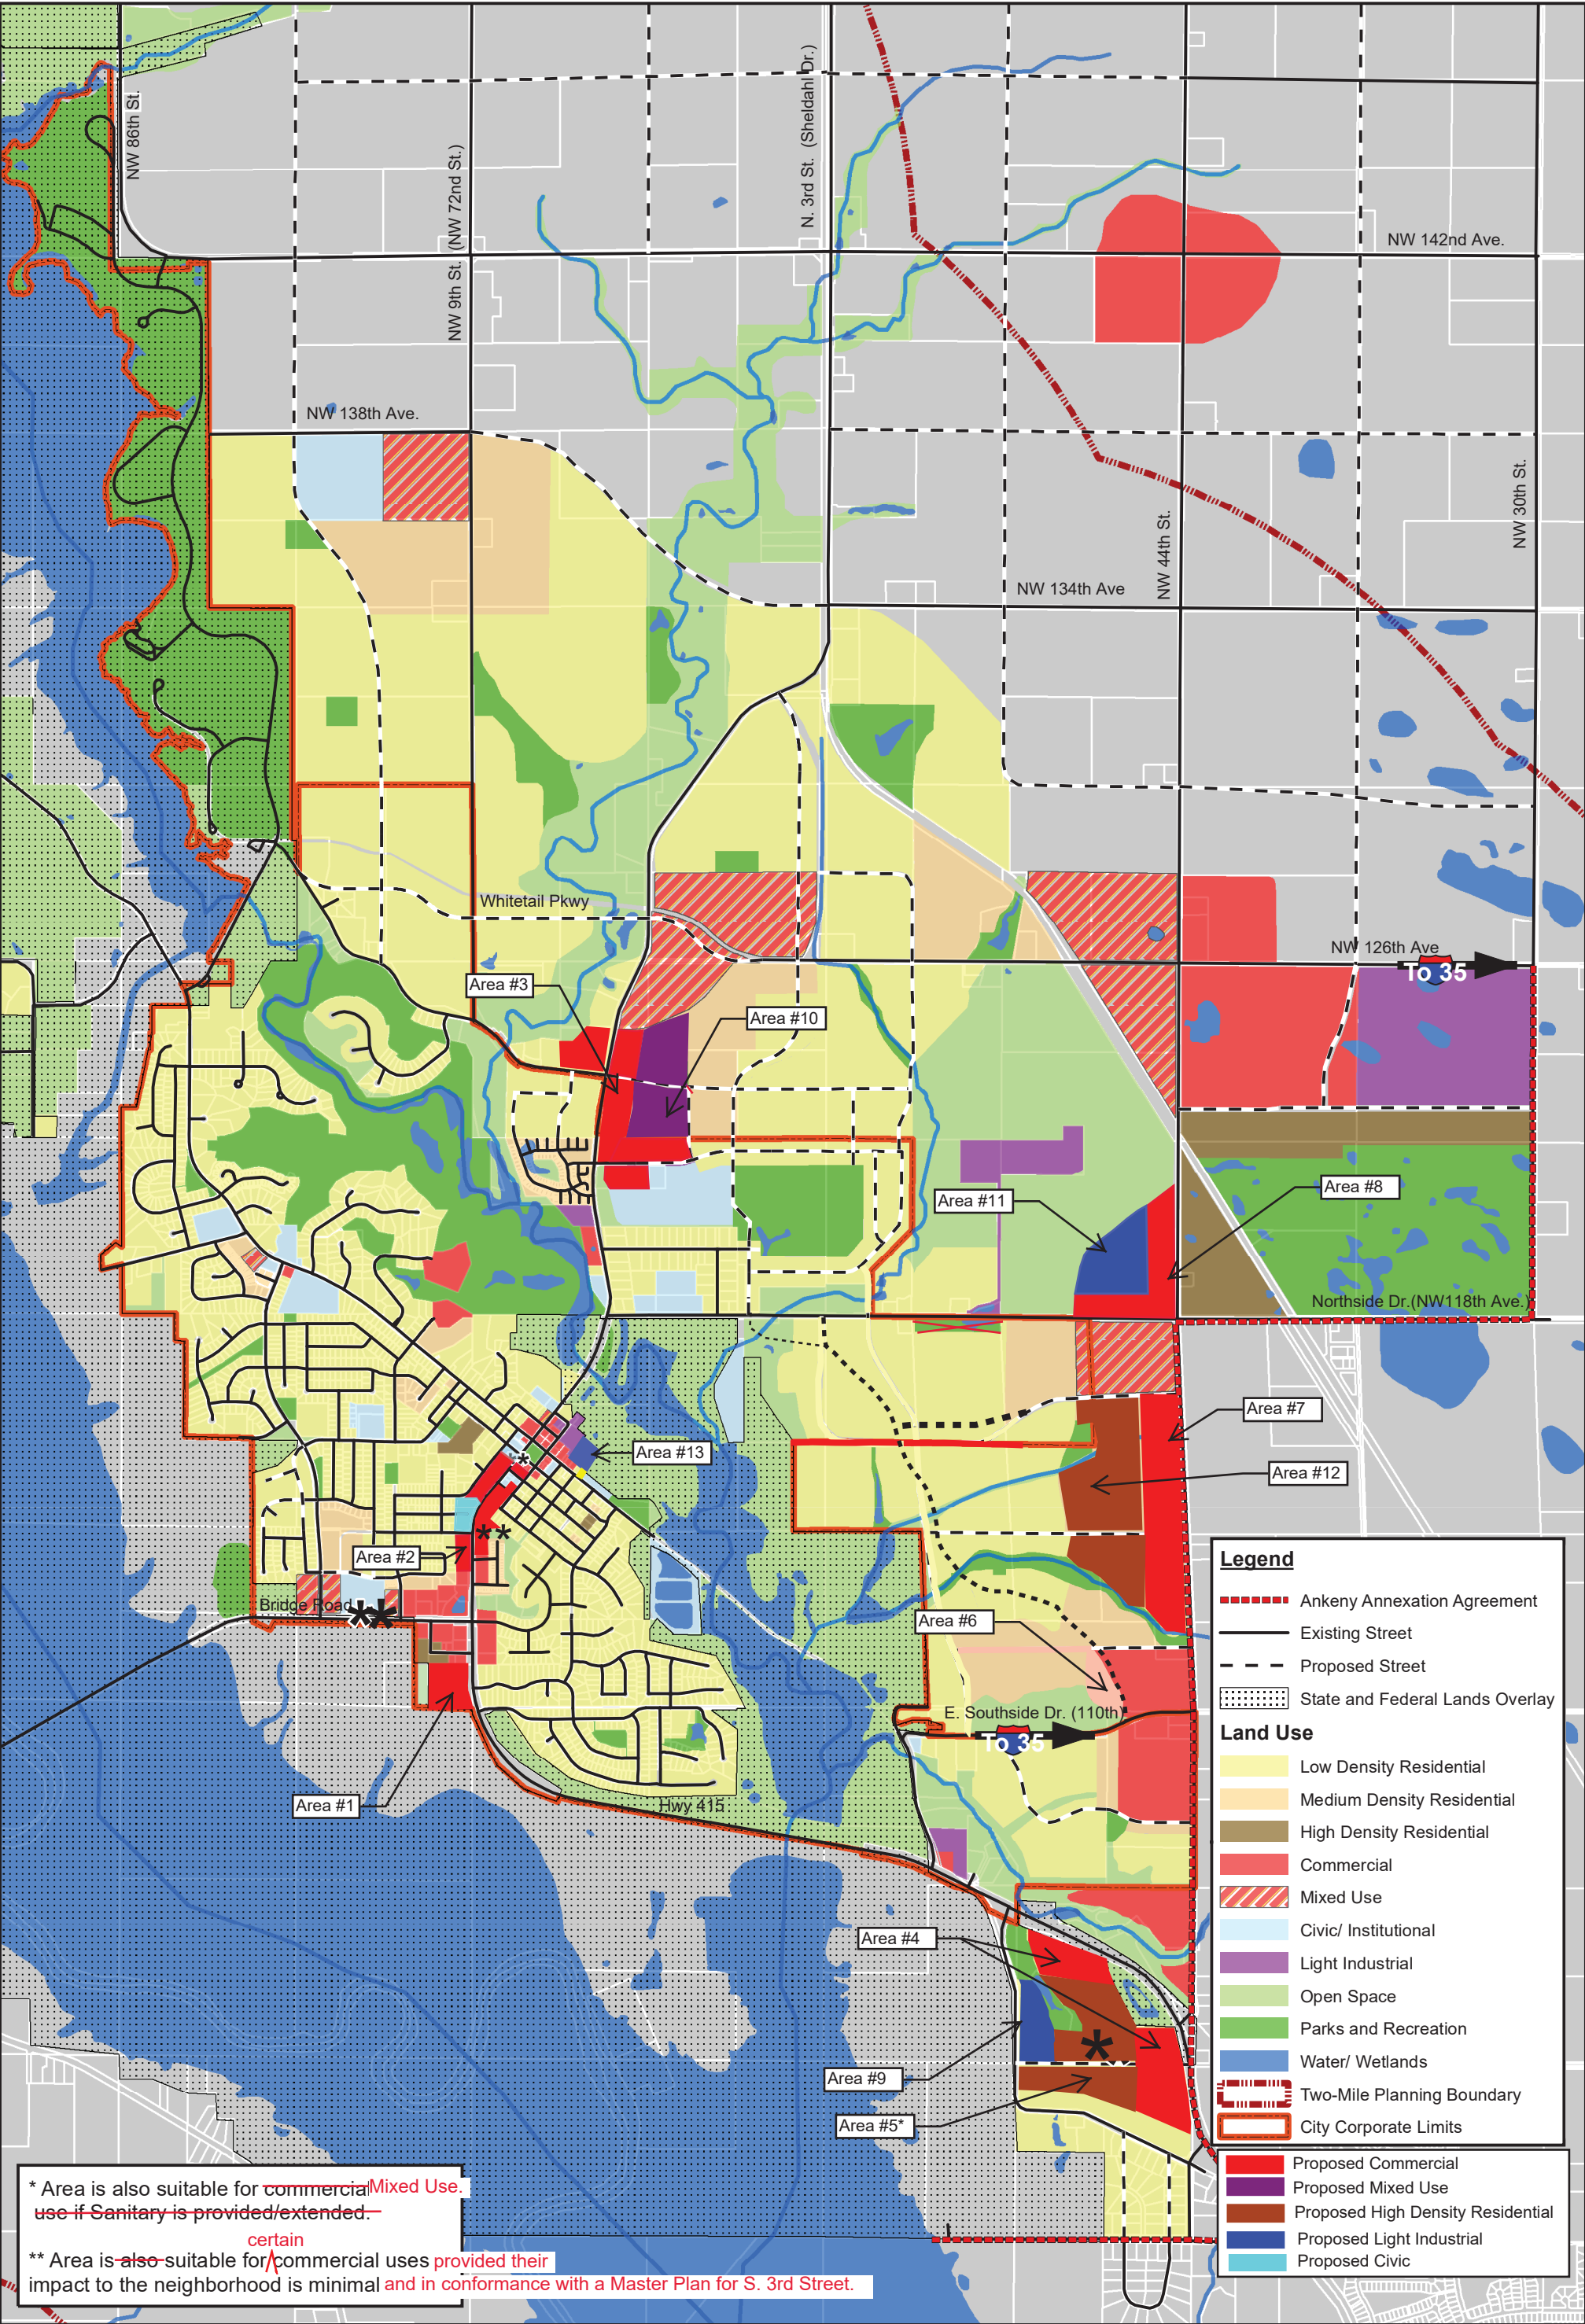 NW 86th St.
NW 9th St. (NW 72nd St.)
N. 3rd St. (Sheldahl Dr.)
NW 142nd Ave.
NW 138th Ave.
NW 44th St.
NW 30th St.
NW 134th Ave
Whitetail Pkwy
NW 126th Ave
To 35
Area #3
Area #10
Area #8
Area #11
Northside Dr.(NW118th Ave.)
Area #7
Area #13
*
Area #12
**
Area #2
Bridge Road
**
Area #6
E. Southside Dr. (110th)
To 35
Area #1
Hwy 415
Area #4
*
Area #9
Area #5*
Legend
Ankeny Annexation Agreement
Existing Street
Proposed Street
State and Federal Lands Overlay
Land Use
Low Density Residential
Medium Density Residential
High Density Residential
Commercial
Mixed Use
Civic/ Institutional
Light Industrial
Open Space
Parks and Recreation
Water/ Wetlands
Two-Mile Planning Boundary
City Corporate Limits
Proposed Commercial
Proposed Mixed Use
Proposed High Density Residential
Proposed Light Industrial
Proposed Civic
* Area is also suitable for commercial Mixed Use.
use if Sanitary is provided/extended.
certain
** Area is also suitable for commercial uses provided their
impact to the neighborhood is minimal and in conformance with a Master Plan for S. 3rd Street.